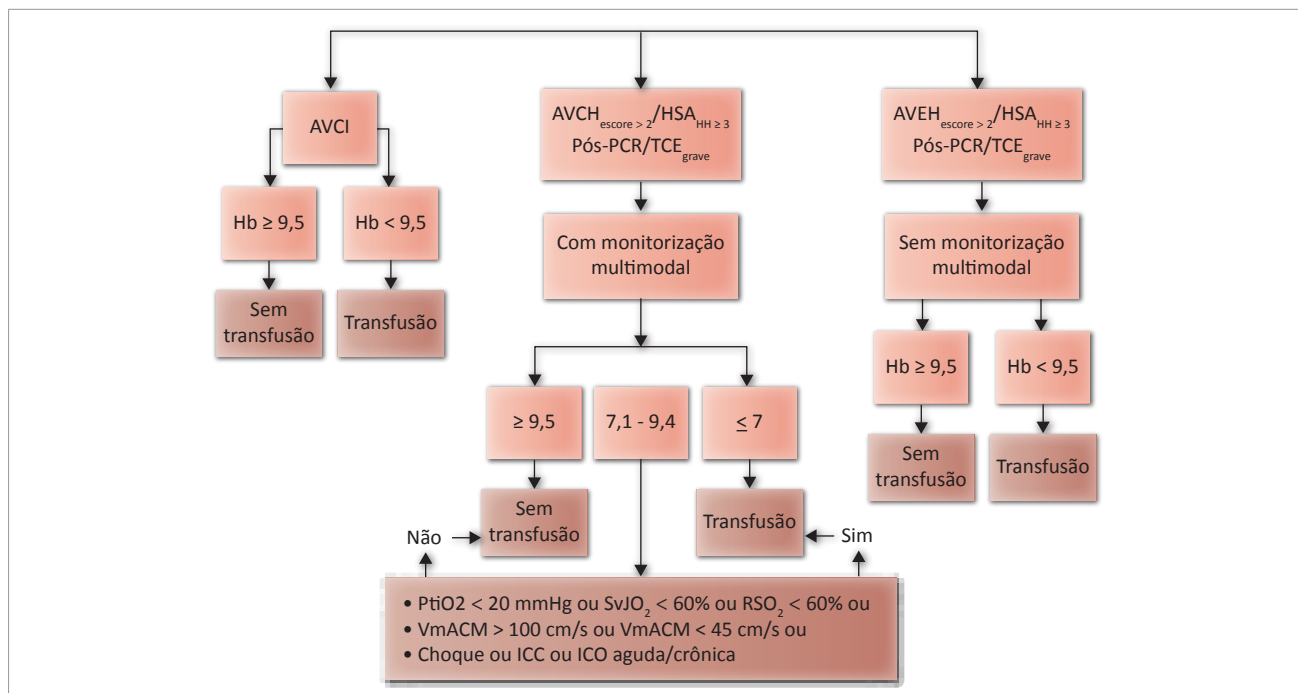 AVCI
Hb ≥ 9,5
Hb < 9,5
Sem
transfusão
Transfusão
AVCH escore > 2/HSA HH ≥ 3
Pós-PCR/TCE grave
Com monitorização
multimodal
≥ 9,5
7,1 - 9,4
≤ 7
Sem
transfusão
Transfusão
Não
Sim
• PtiO2 < 20 mmHg ou SvJO2 < 60% ou RSO2 < 60% ou
• VmACM > 100 cm/s ou VmACM < 45 cm/s ou
• Choque ou ICC ou ICO aguda/crônica
AVEH escore > 2/HSA HH ≥ 3
Pós-PCR/TCE grave
Sem monitorização
multimodal
Hb ≥ 9,5
Hb < 9,5
Sem
transfusão
Transfusão